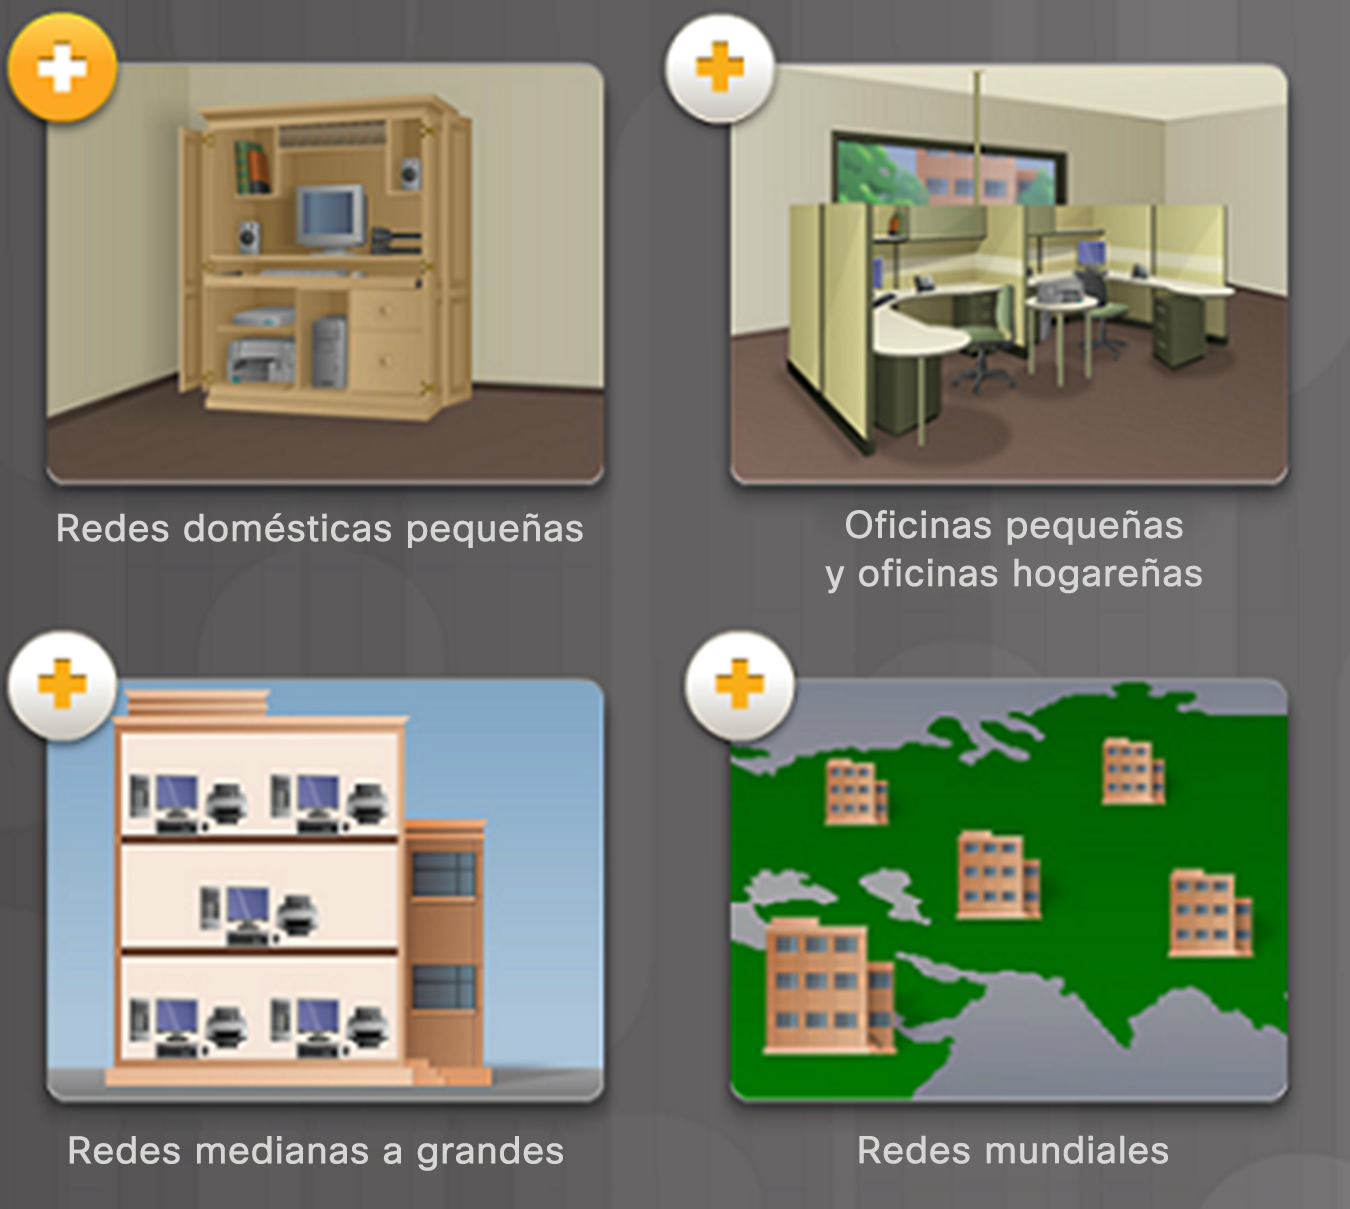 Redes domésticas pequeñas
Oficinas pequeñas
y oficinas hogareñas
Redes medianas a grandes
Redes mundiales